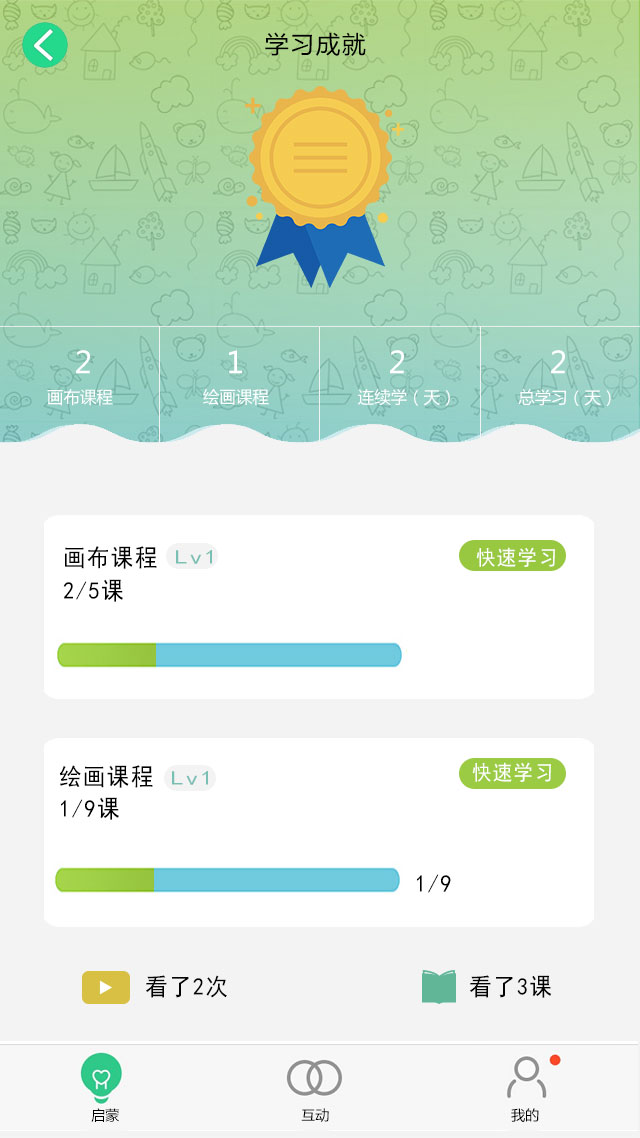 学习成就
2 1 2 2
画布课程 绘画课程 连续学（天） 总学习（天）
画布课程 Lv1 快速学习
2/5课
绘画课程 Lv1 快速学习
1/9课
1/9
看了2次 看了3课
启蒙 互动 我的